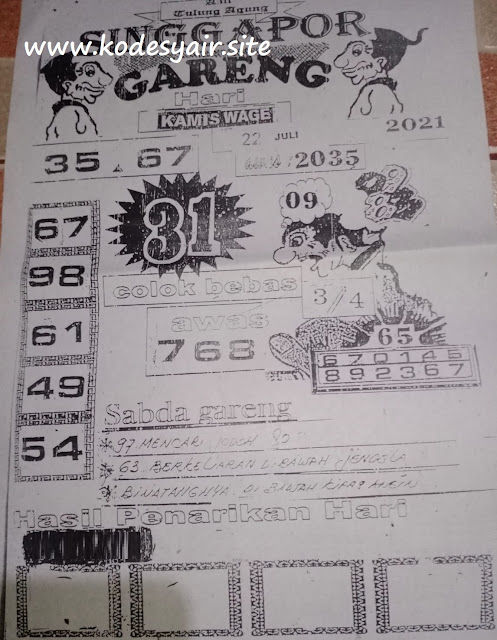 Tulung Agung
www.kodesyair.site
SINGGAPOR
GARENG
Hari
KAMIS WAGE
22 JULI
2021
35.67
2035
67
98
61
49
54
31
09
colok bebas
3/4
awas
768
65
670145
892367
Sabda gareng
* 97 MENCARI
* 63. BERKELIARAN DIBAWAH
* BINATANGNYA DI BAWAH KIPAS
Hasil Penarikan Hari